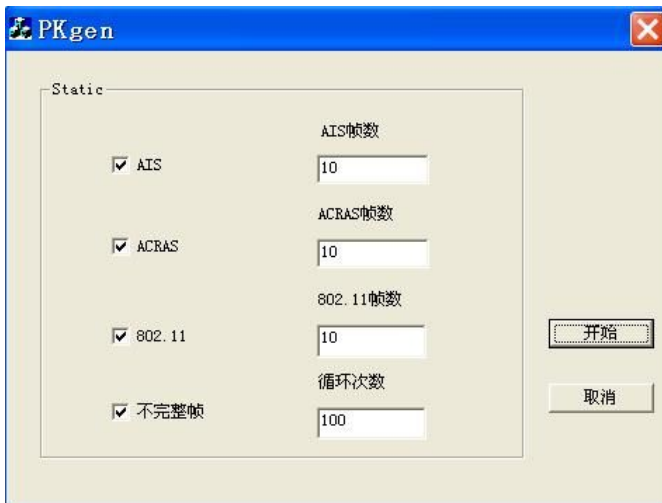 PKgen
Static
AIS帧数
AIS
10
ACRAS帧数
ACRAS
10
802.11帧数
802.11
10
开始
循环次数
取消
不完整帧
100